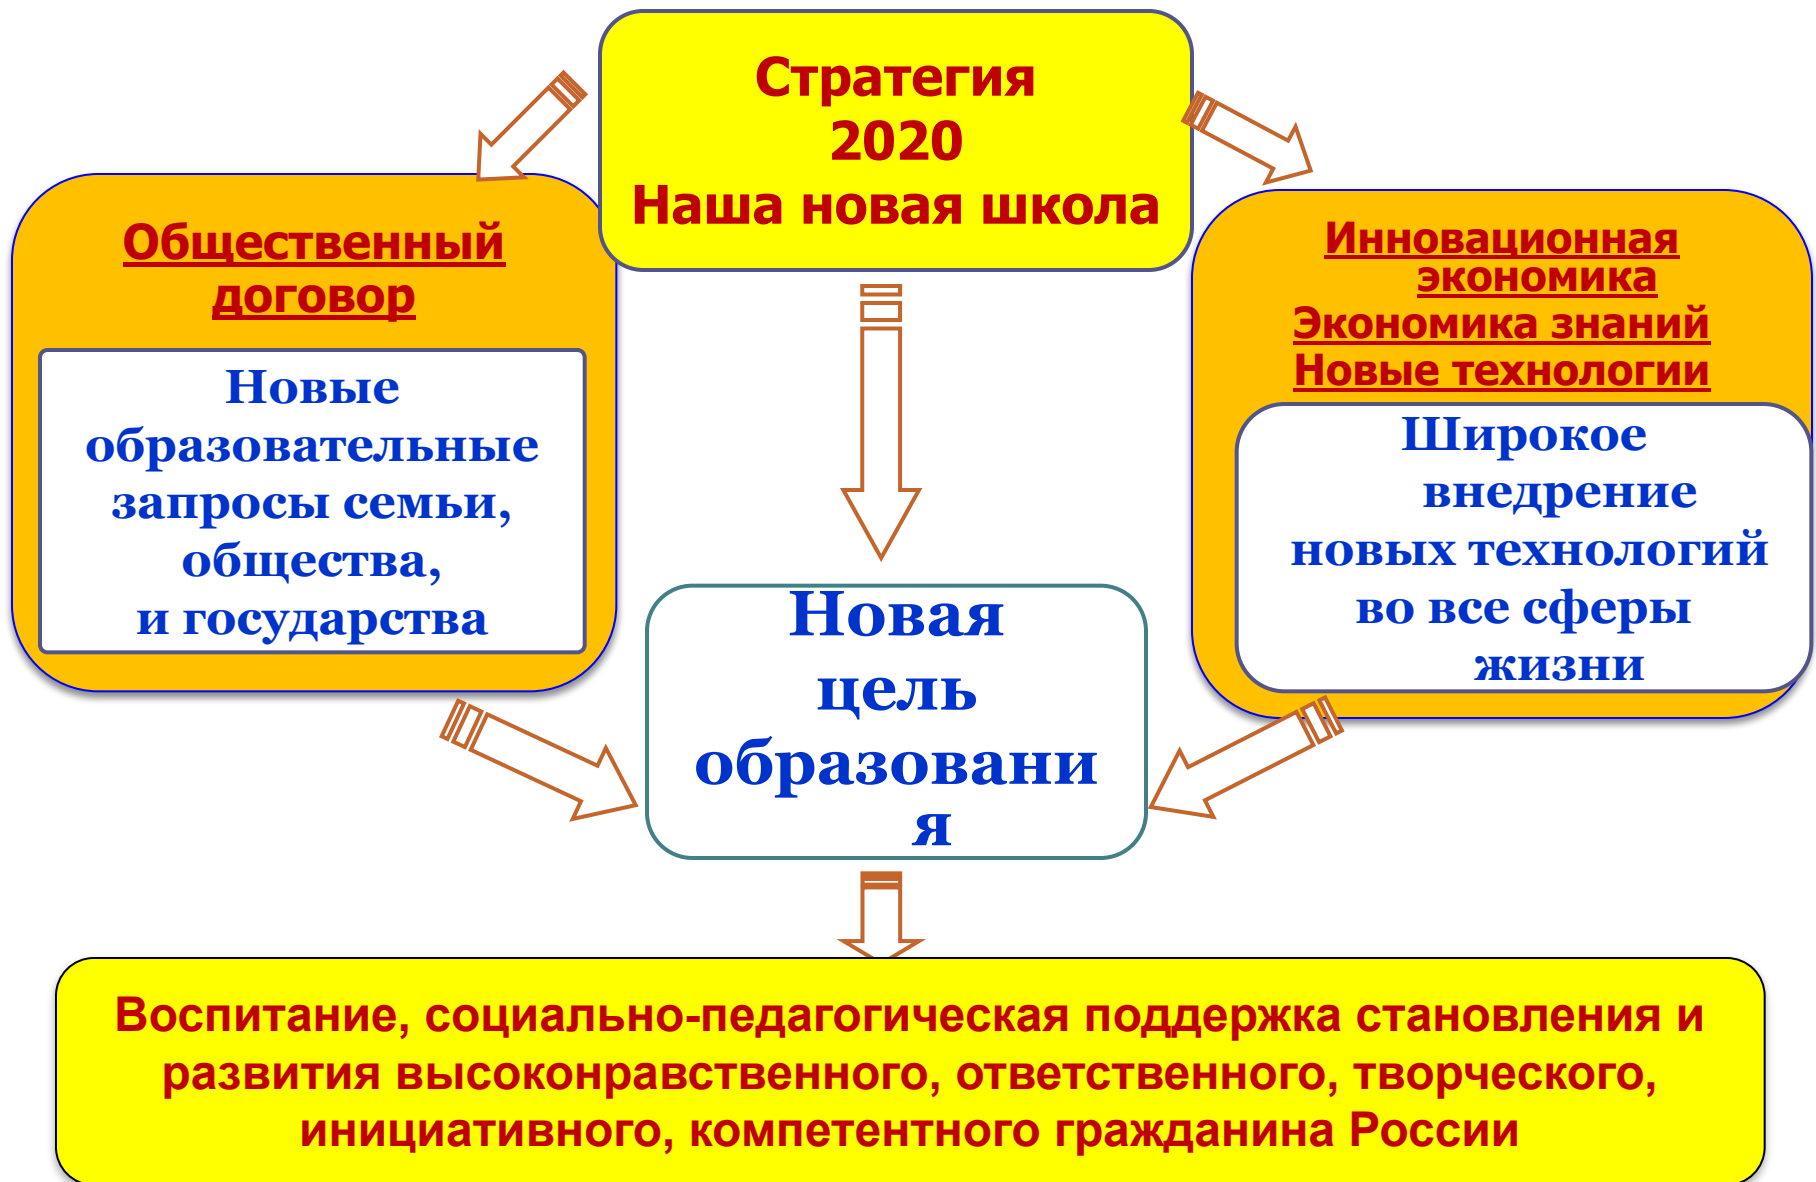 Стратегия
2020
Наша новая школа
Общественный
договор
Новые
образовательные
запросы семьи,
общества,
и государства
Инновационная
экономика
Экономика знаний
Новые технологии
Широкое
внедрение
новых технологий
во все сферы
жизни
Новая
цель
образовани
я
Воспитание, социально-педагогическая поддержка становления и
развития высоконравственного, ответственного, творческого,
инициативного, компетентного гражданина России